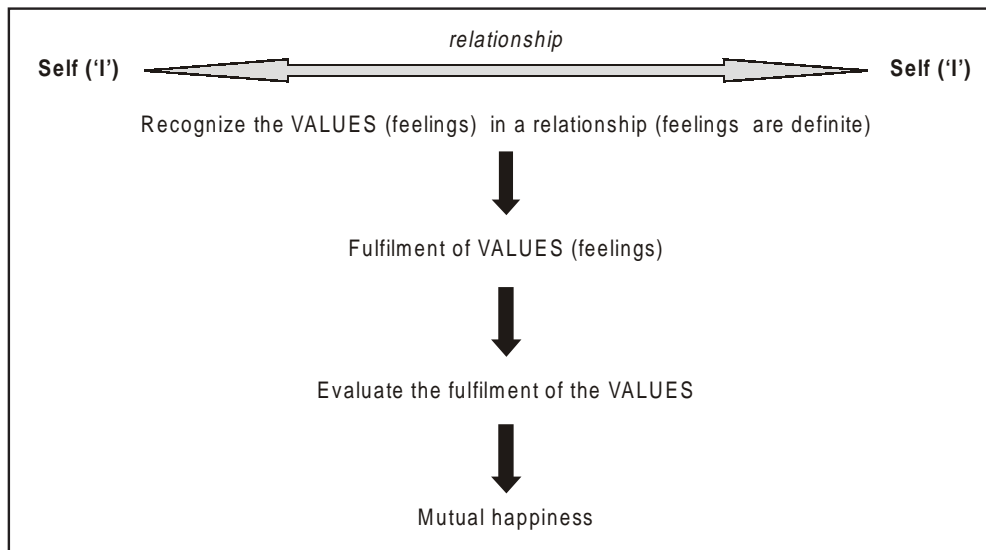 relationship
Self (‘I’) Self (‘I’)
Recognize the VALUES (feelings) in a relationship (feelings are definite)
Fulfilment of VALUES (feelings)
Evaluate the fulfilment of the VALUES
Mutual happiness